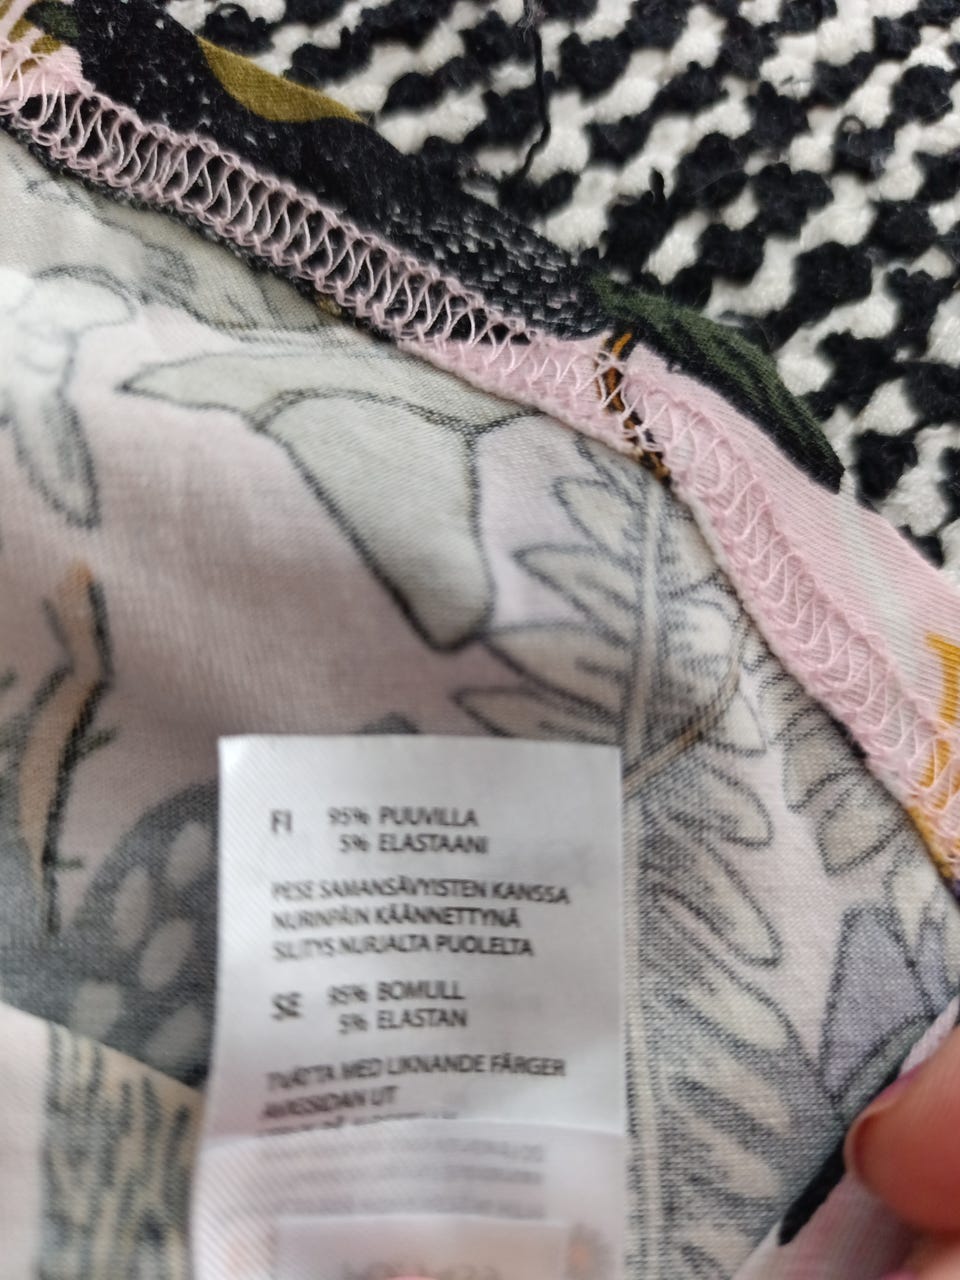 FI 95% PUUVILLA
5% ELASTAANI
PESE SAMANSÄVYISTEN KANSSA
NURINPÄIN KÄÄNNETTYNÄ
SILITYS NURJALTA PUOLELTA
SE 95% BOMULL
5% ELASTAN
TVÄTTA MED LIKNANDE FÄRGER
AVIGSIDAN UT